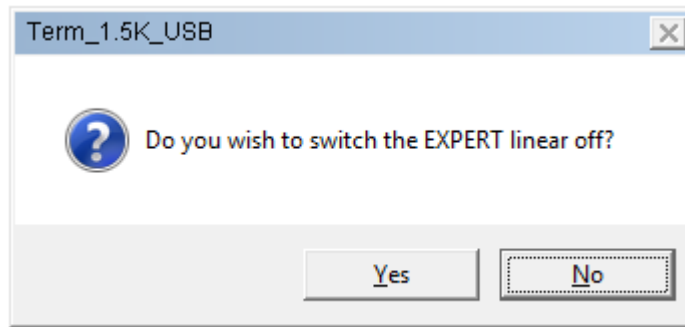 Term_1.5K_USB
Do you wish to switch the EXPERT linear off?
Yes
No